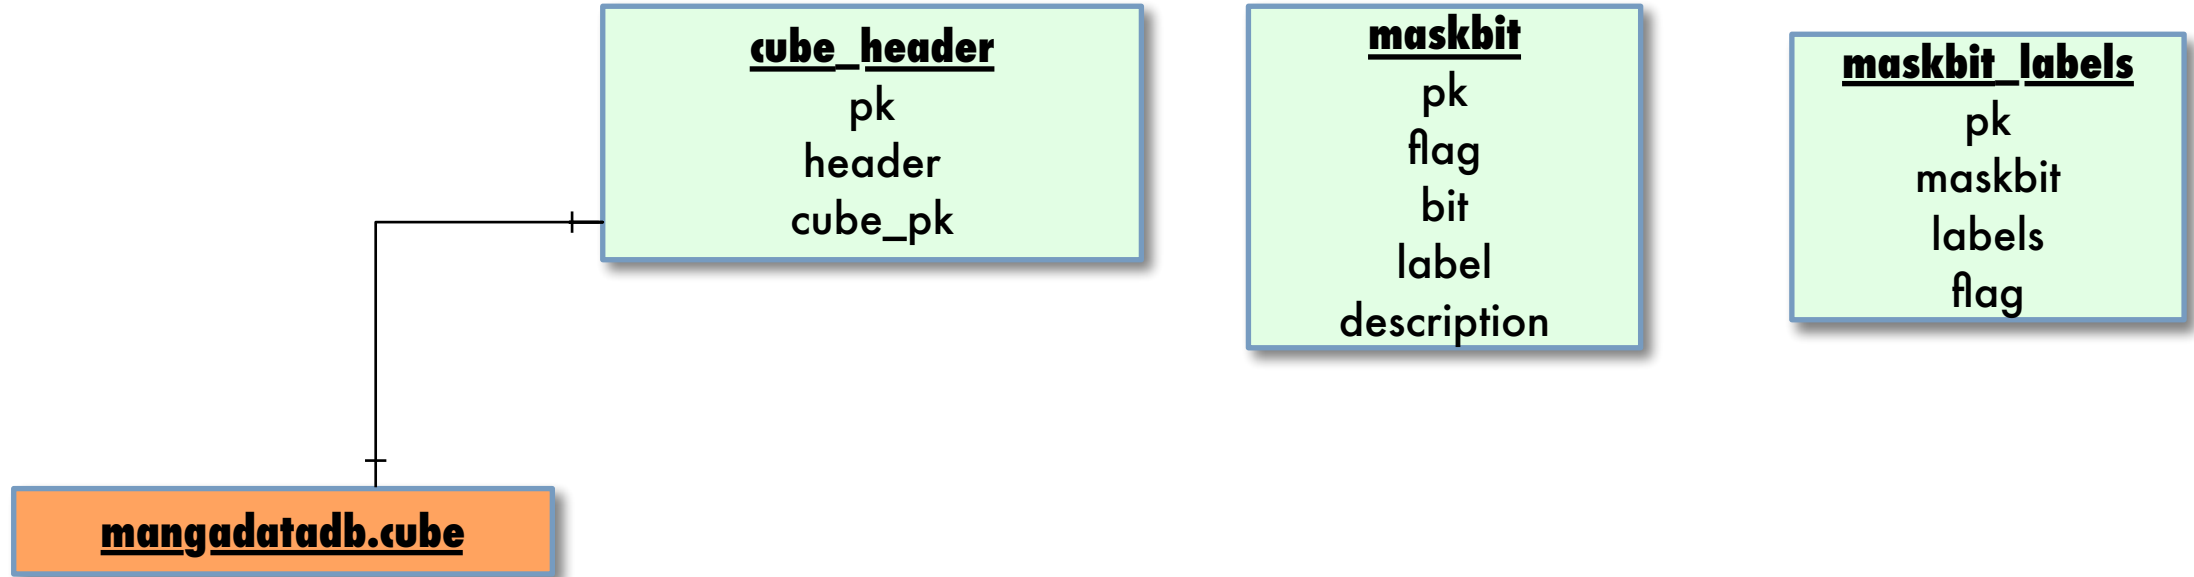 cube_header
pk
header
cube_pk
maskbit
pk
flag
bit
label
description
maskbit_labels
pk
maskbit
labels
flag
mangadatadb.cube